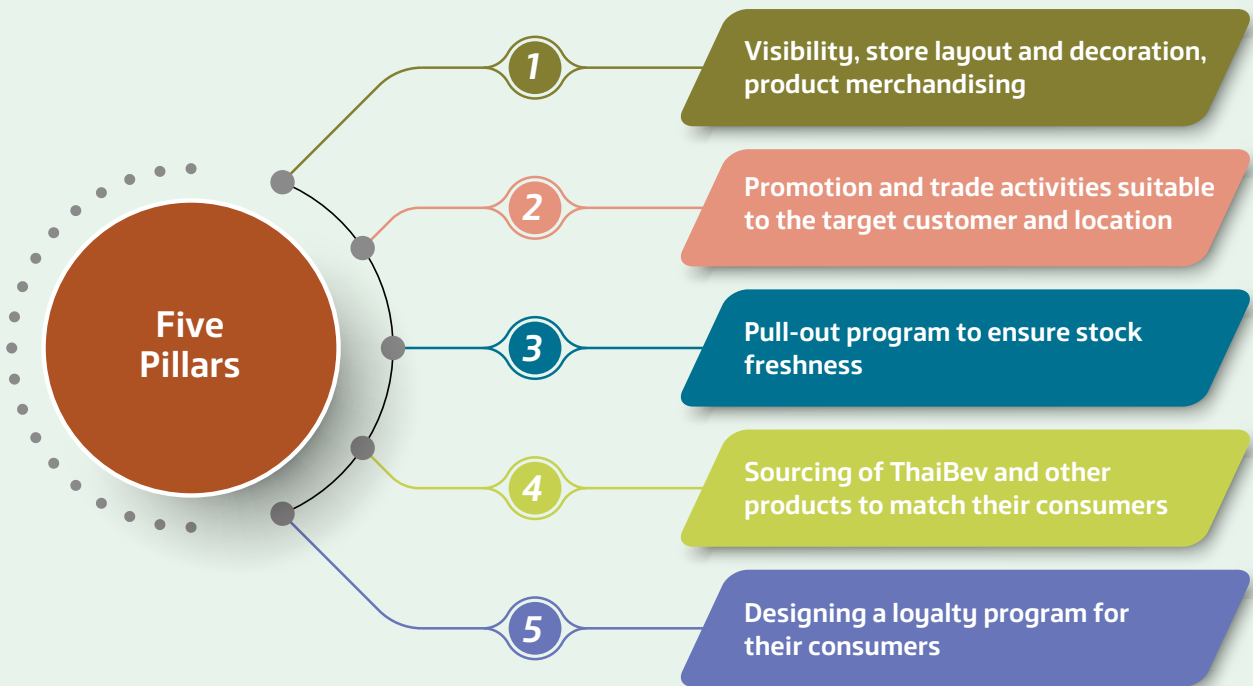 Five
Pillars
1
Visibility, store layout and decoration,
product merchandising
2
Promotion and trade activities suitable
to the target customer and location
3
Pull-out program to ensure stock
freshness
4
Sourcing of ThaiBev and other
products to match their consumers
5
Designing a loyalty program for
their consumers